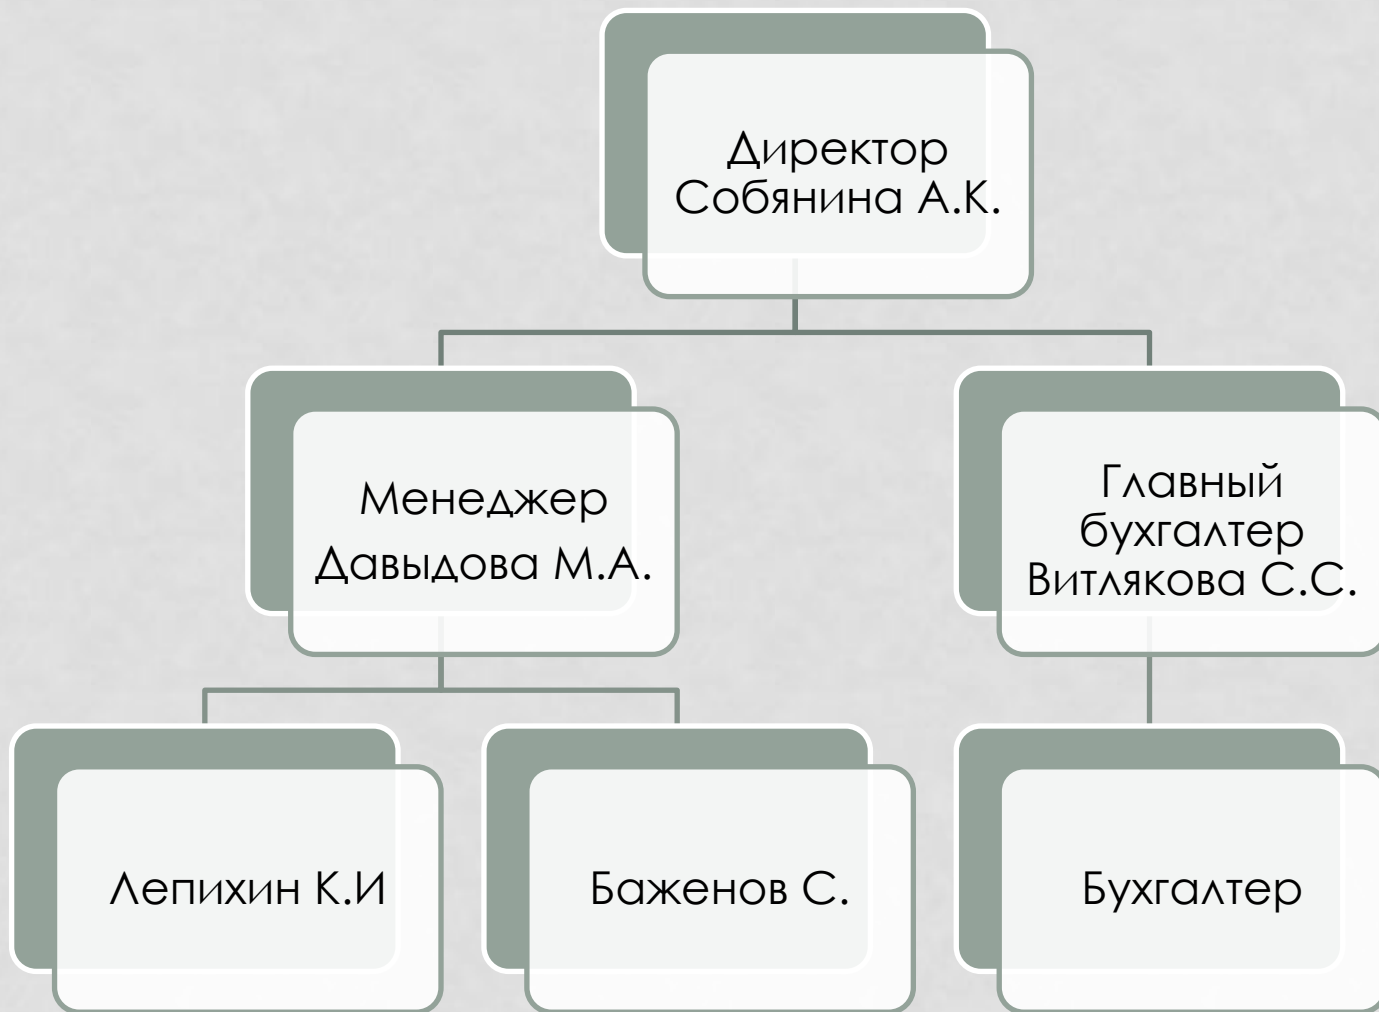 Директор
Собянина А.К.
Менеджер
Давыдова М.А.
Главный
бухгалтер
Витлякова С.С.
Лепихин К.И
Баженов С.
Бухгалтер